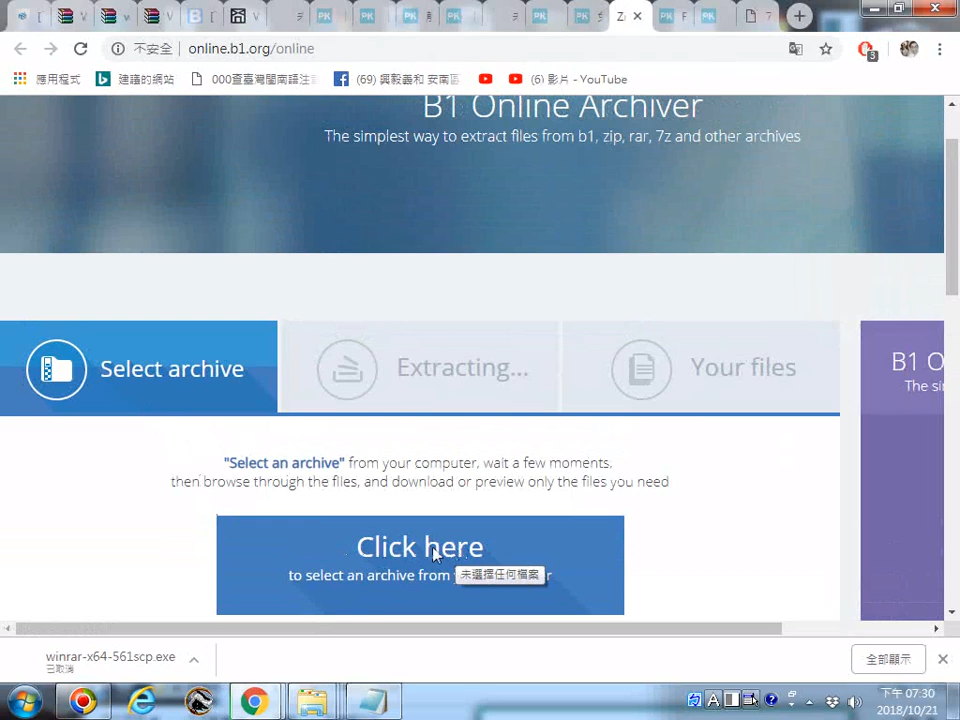 不安全 online.b1.org/online
應用程式 建議的網站 000查臺灣閩南語注 (69) 興毅義和 安南區 (6) 影片 - YouTube
B1 Online Archiver
The simplest way to extract files from b1, zip, rar, 7z and other archives
Select archive
Extracting...
Your files
B1 O
The sim
"Select an archive" from your computer, wait a few moments,
then browse through the files, and download or preview only the files you need
Click here
to select an archive from
未選擇任何檔案
winrar-x64-561scp.exe
已取消
全部顯示
下午 07:30
2018/10/21